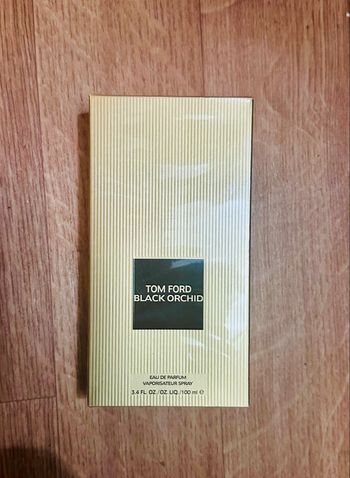 TOM FORD
BLACK ORCHID
EAU DE PARFUM
VAPORISATEUR SPRAY
3.4 FL. OZ./OZ. LIQ./100 ml ℮